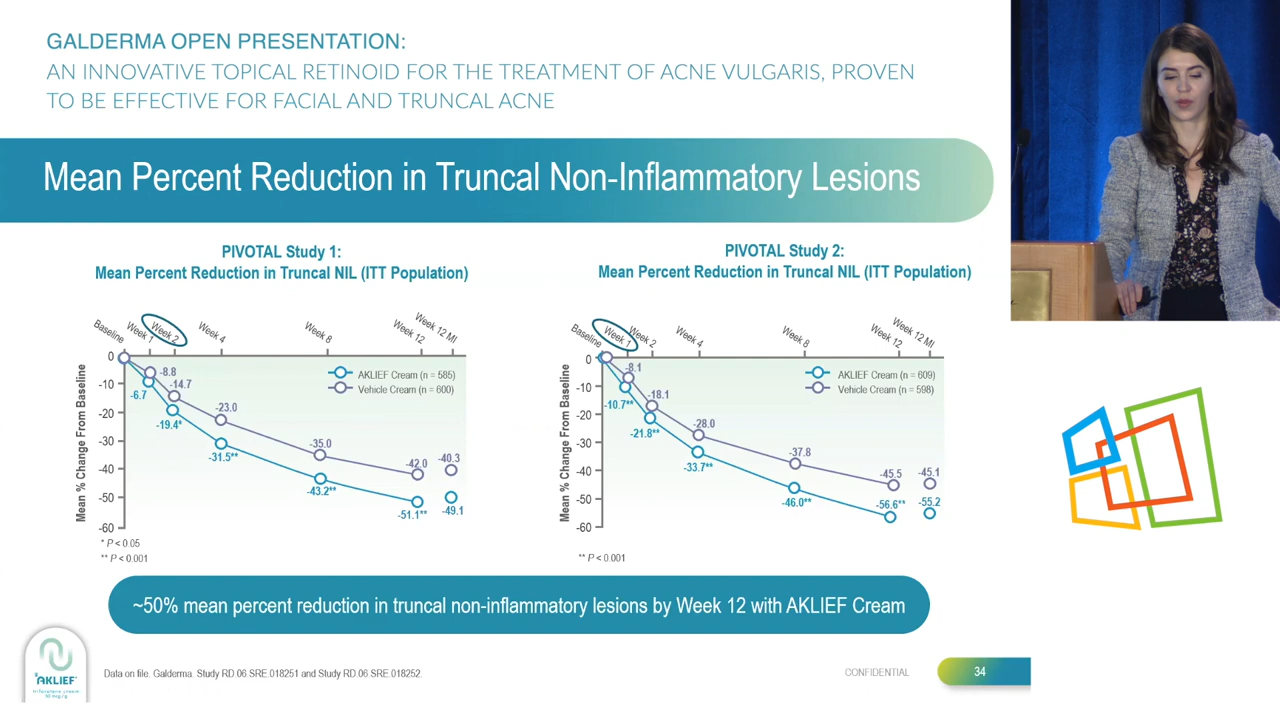 GALDERMA OPEN PRESENTATION:
AN INNOVATIVE TOPICAL RETINOID FOR THE TREATMENT OF ACNE VULGARIS, PROVEN
TO BE EFFECTIVE FOR FACIAL AND TRUNCAL ACNE
Mean Percent Reduction in Truncal Non-Inflammatory Lesions
PIVOTAL Study 1:
Mean Percent Reduction in Truncal NIL (ITT Population)
Baseline
Week 1
Week 2
Week 4
Week 8
Week 12
Week 12 MI
Mean % Change From Baseline
0
-10
-20
-30
-40
-50
-60
AKLIEF Cream (n = 585)
Vehicle Cream (n = 600)
-8.8
-14.7
-23.0
-35.0
-42.0
-40.3
-6.7
-19.4*
-31.5**
-43.2**
-51.1**
-49.1
* P < 0.05
** P < 0.001
PIVOTAL Study 2:
Mean Percent Reduction in Truncal NIL (ITT Population)
Baseline
Week 1
Week 2
Week 4
Week 8
Week 12
Week 12 MI
Mean % Change From Baseline
0
-10
-20
-30
-40
-50
-60
AKLIEF Cream (n = 609)
Vehicle Cream (n = 598)
-8.1
-18.1
-28.0
-37.8
-45.5
-45.1
-10.7**
-21.8**
-33.7**
-46.0**
-56.6**
-55.2
** P < 0.001
~50% mean percent reduction in truncal non-inflammatory lesions by Week 12 with AKLIEF Cream
AKLIEF
Data on file. Galderma. Study RD.06.SRE.018251 and Study RD.06.SRE.018252.
CONFIDENTIAL
34